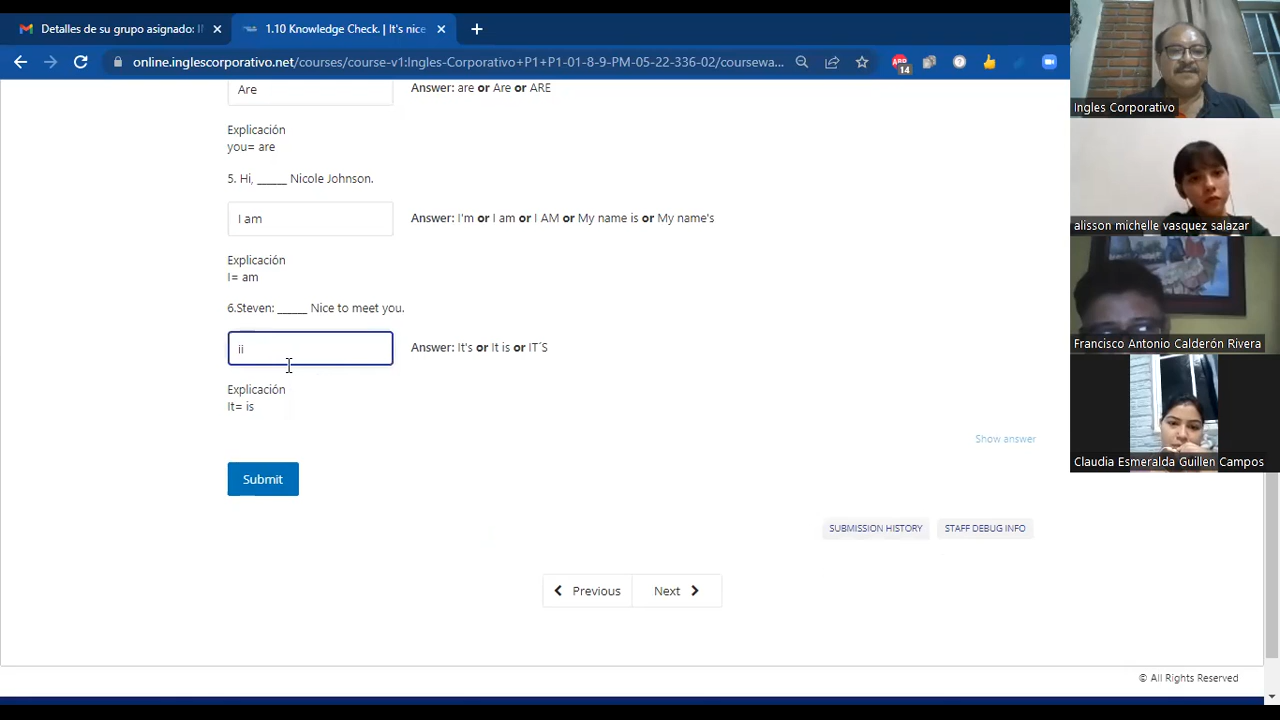 Detalles de su grupo asignado: I
1.10 Knowledge Check. | It's nice
online.inglescorporativo.net/courses/course-v1:Ingles-Corporativo+P1+P1-01-8-9-PM-05-22-336-02/coursewa...
14
Are
Answer: are or Are or ARE
Explicación
you= are
5. Hi, _____ Nicole Johnson.
I am
Answer: I'm or I am or I AM or My name is or My name's
Explicación
I= am
6.Steven: _____ Nice to meet you.
ii
Answer: It's or It is or IT´S
Explicación
It= is
Show answer
Submit
SUBMISSION HISTORY
STAFF DEBUG INFO
Previous
Next
© All Rights Reserved
Ingles Corporativo
alisson michelle vasquez salazar
Francisco Antonio Calderón Rivera
Claudia Esmeralda Guillen Campos